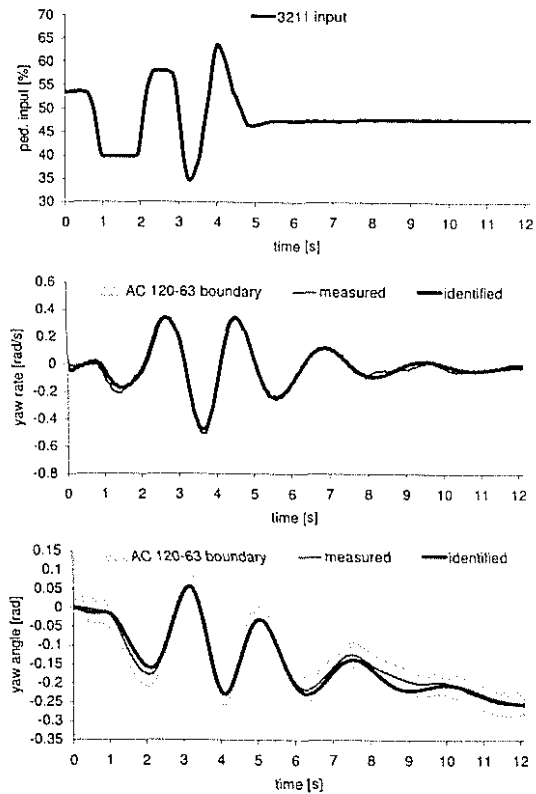 3211 input
ped. input [%]
70
65
60
55
50
45
40
35
30
0 1 2 3 4 5 6 7 8 9 10 11 12
time [s]
AC 120-63 boundary measured identified
yaw rate [rad/s]
0.6
0.4
0.2
0
-0.2
-0.4
-0.6
-0.8
0 1 2 3 4 5 6 7 8 9 10 11 12
time [s]
AC 120-63 boundary measured identified
yaw angle [rad]
0.15
0.1
0.05
0
-0.05
-0.1
-0.15
-0.2
-0.25
-0.3
-0.35
0 1 2 3 4 5 6 7 8 9 10 11 12
time [s]